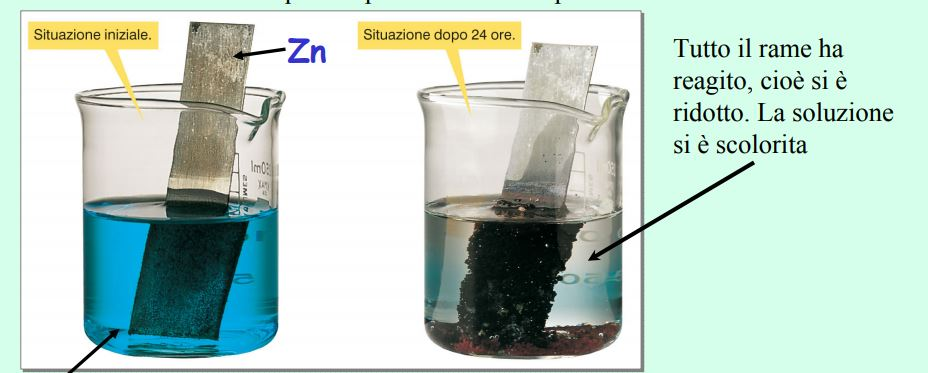 Situazione iniziale.
Zn
Situazione dopo 24 ore.
Tutto il rame ha
reagito, cioè si è
ridotto. La soluzione
si è scolorita